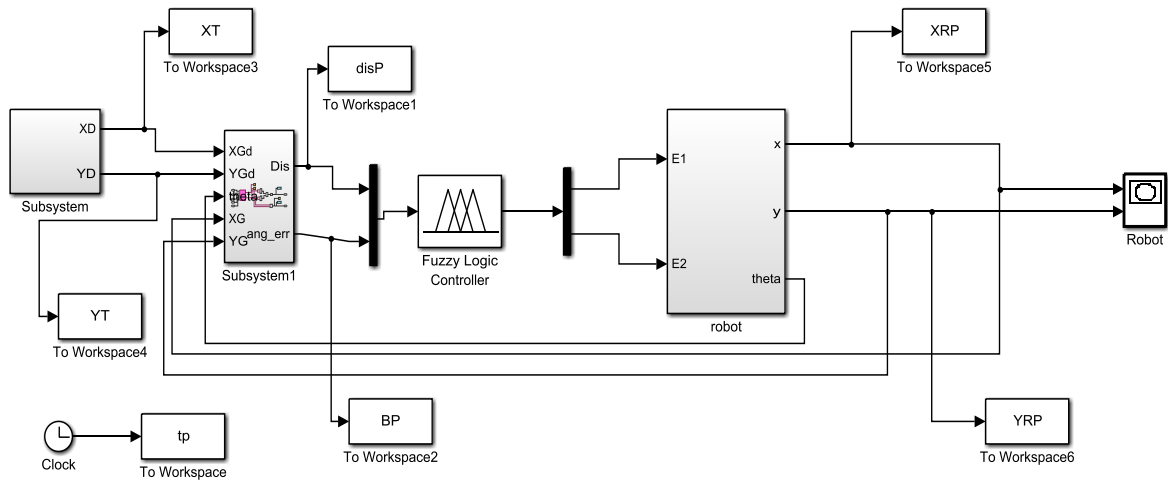 XT
To Workspace3
disP
To Workspace1
XRP
To Workspace5
XD
YD
Subsystem
XGd
YGd
theta
XG
YG
Dis
ang_err
Subsystem1
Fuzzy Logic
Controller
E1
E2
x
y
theta
robot
Robot
YT
To Workspace4
BP
To Workspace2
YRP
To Workspace6
Clock
tp
To Workspace